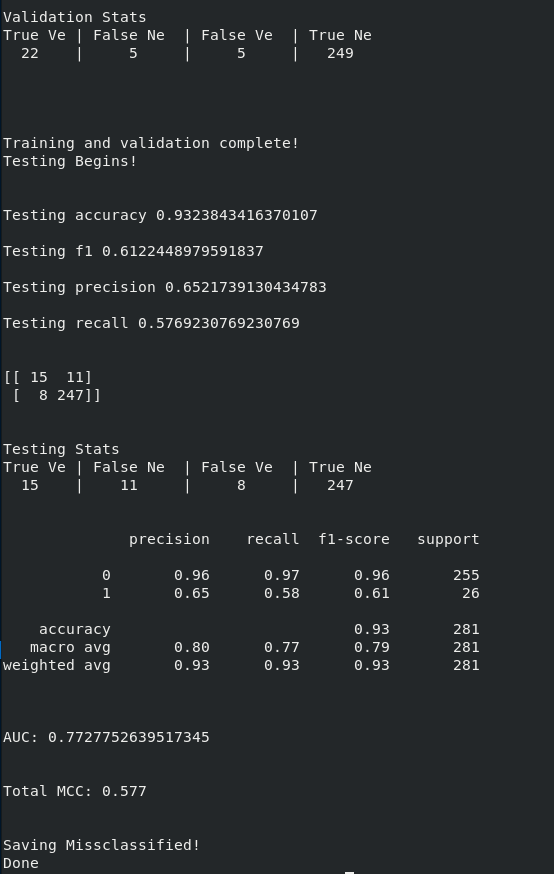 Validation Stats
True Ve | False Ne  | False Ve  | True Ne
  22    |     5     |     5     |   249
Training and validation complete!
Testing Begins!
Testing accuracy 0.9323843416370107
Testing f1 0.6122448979591837
Testing precision 0.6521739130434783
Testing recall 0.5769230769230769
[[ 15  11]
 [  8 247]]
Testing Stats
True Ve | False Ne  | False Ve  | True Ne
  15    |    11     |     8     |   247
              precision    recall  f1-score   support
           0       0.96      0.97      0.96       255
           1       0.65      0.58      0.61        26
    accuracy                           0.93       281
   macro avg       0.80      0.77      0.79       281
weighted avg       0.93      0.93      0.93       281
AUC: 0.7727752639517345
Total MCC: 0.577
Saving Missclassified!
Done